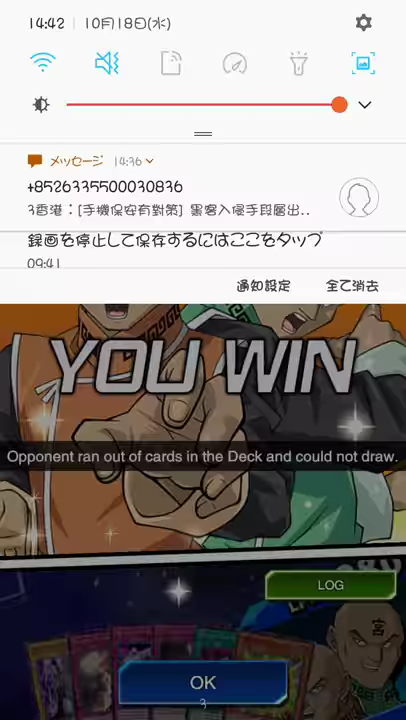 14:42 10月18日(水)
メッセージ 14:36
+8526335500030836
3香港：[手機保安有對策] 黑客入侵手段層出..
録画を停止して保存するにはここをタップ
09:41
通知設定 全て消去
YOU WIN
Opponent ran out of cards in the Deck and could not draw.
LOG
宮
OK
3